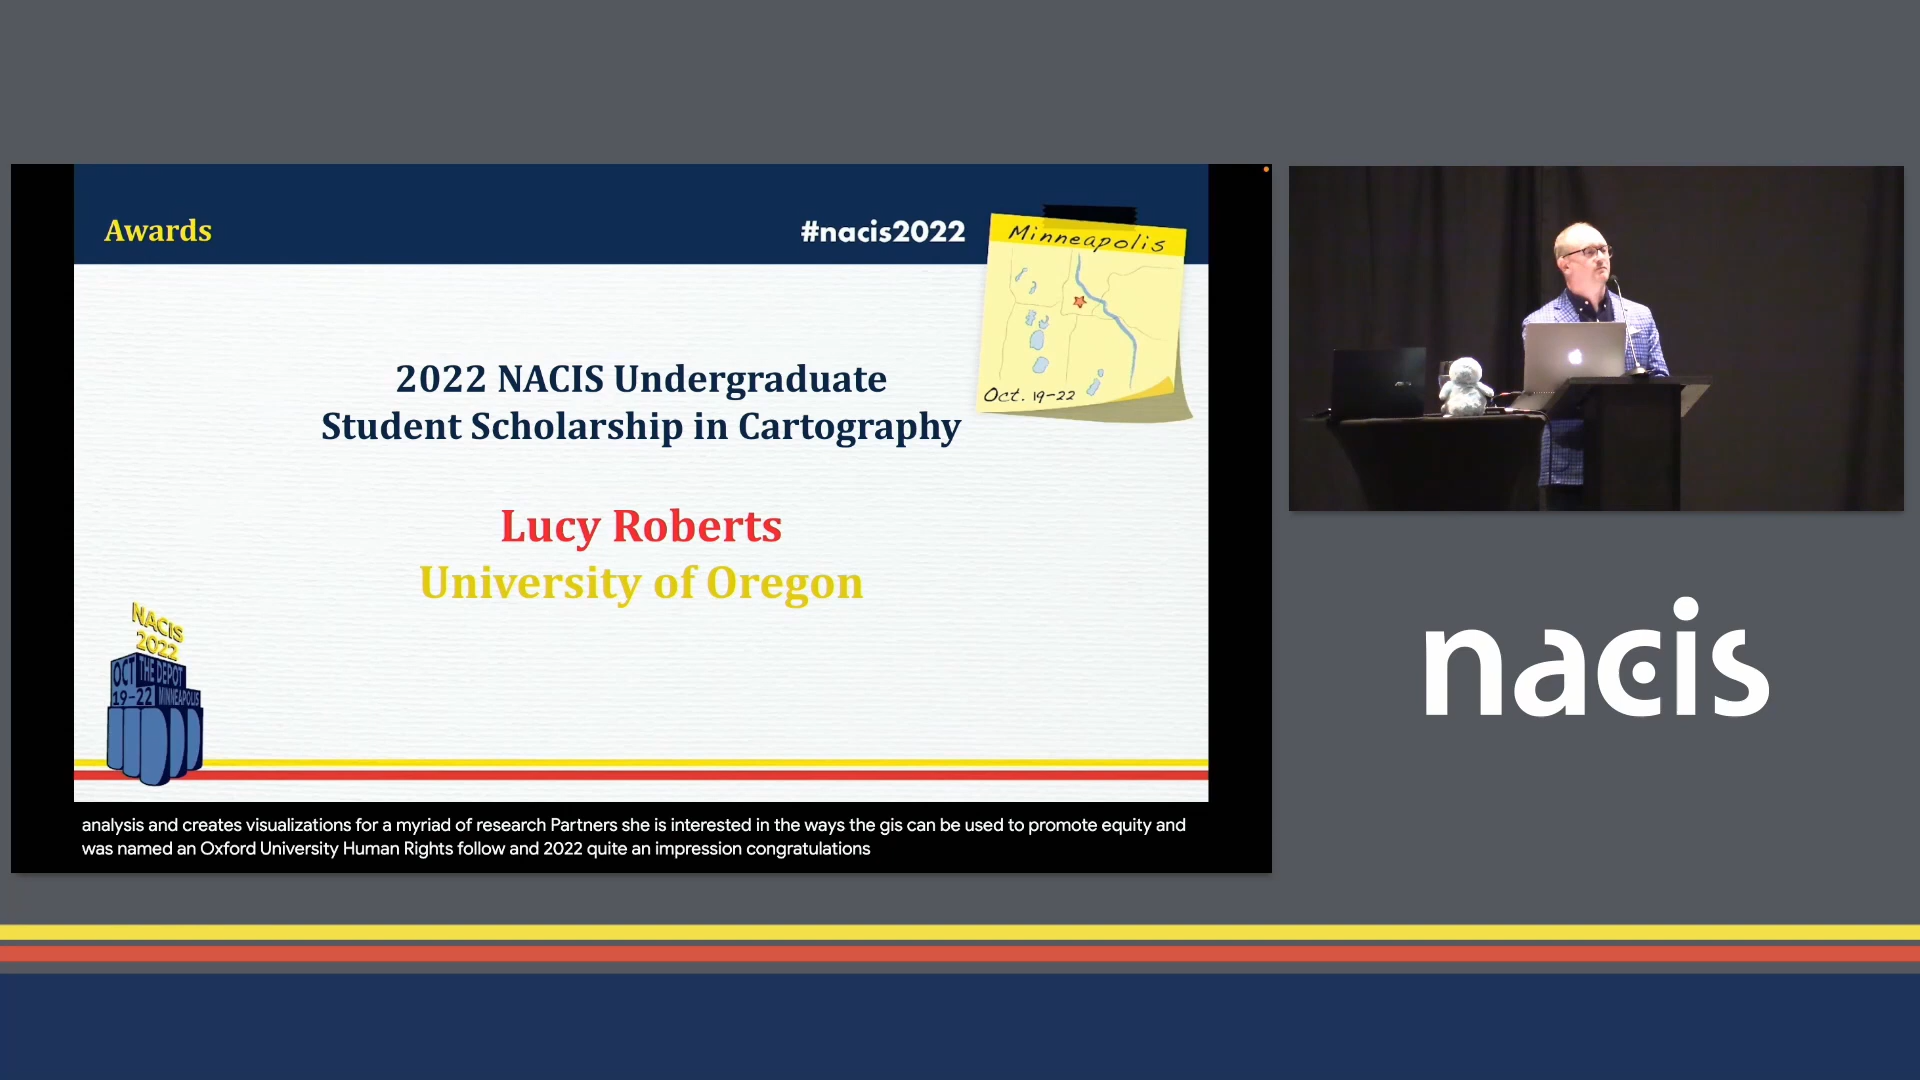 Awards
#nacis2022
Minneapolis
Oct. 19-22
2022 NACIS Undergraduate
Student Scholarship in Cartography
Lucy Roberts
University of Oregon
NACIS
2022
OCT THE DEPOT
19-22 MINNEAPOLIS
analysis and creates visualizations for a myriad of research Partners she is interested in the ways the gis can be used to promote equity and
was named an Oxford University Human Rights follow and 2022 quite an impression congratulations
nacis